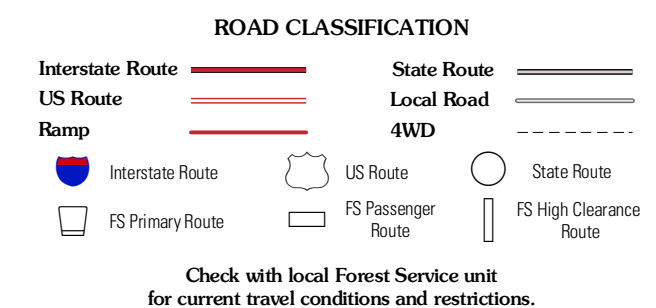 ROAD CLASSIFICATION
Interstate Route
State Route
US Route
Local Road
Ramp
4WD
Interstate Route
US Route
State Route
FS Primary Route
FS Passenger
Route
FS High Clearance
Route
Check with local Forest Service unit
for current travel conditions and restrictions.